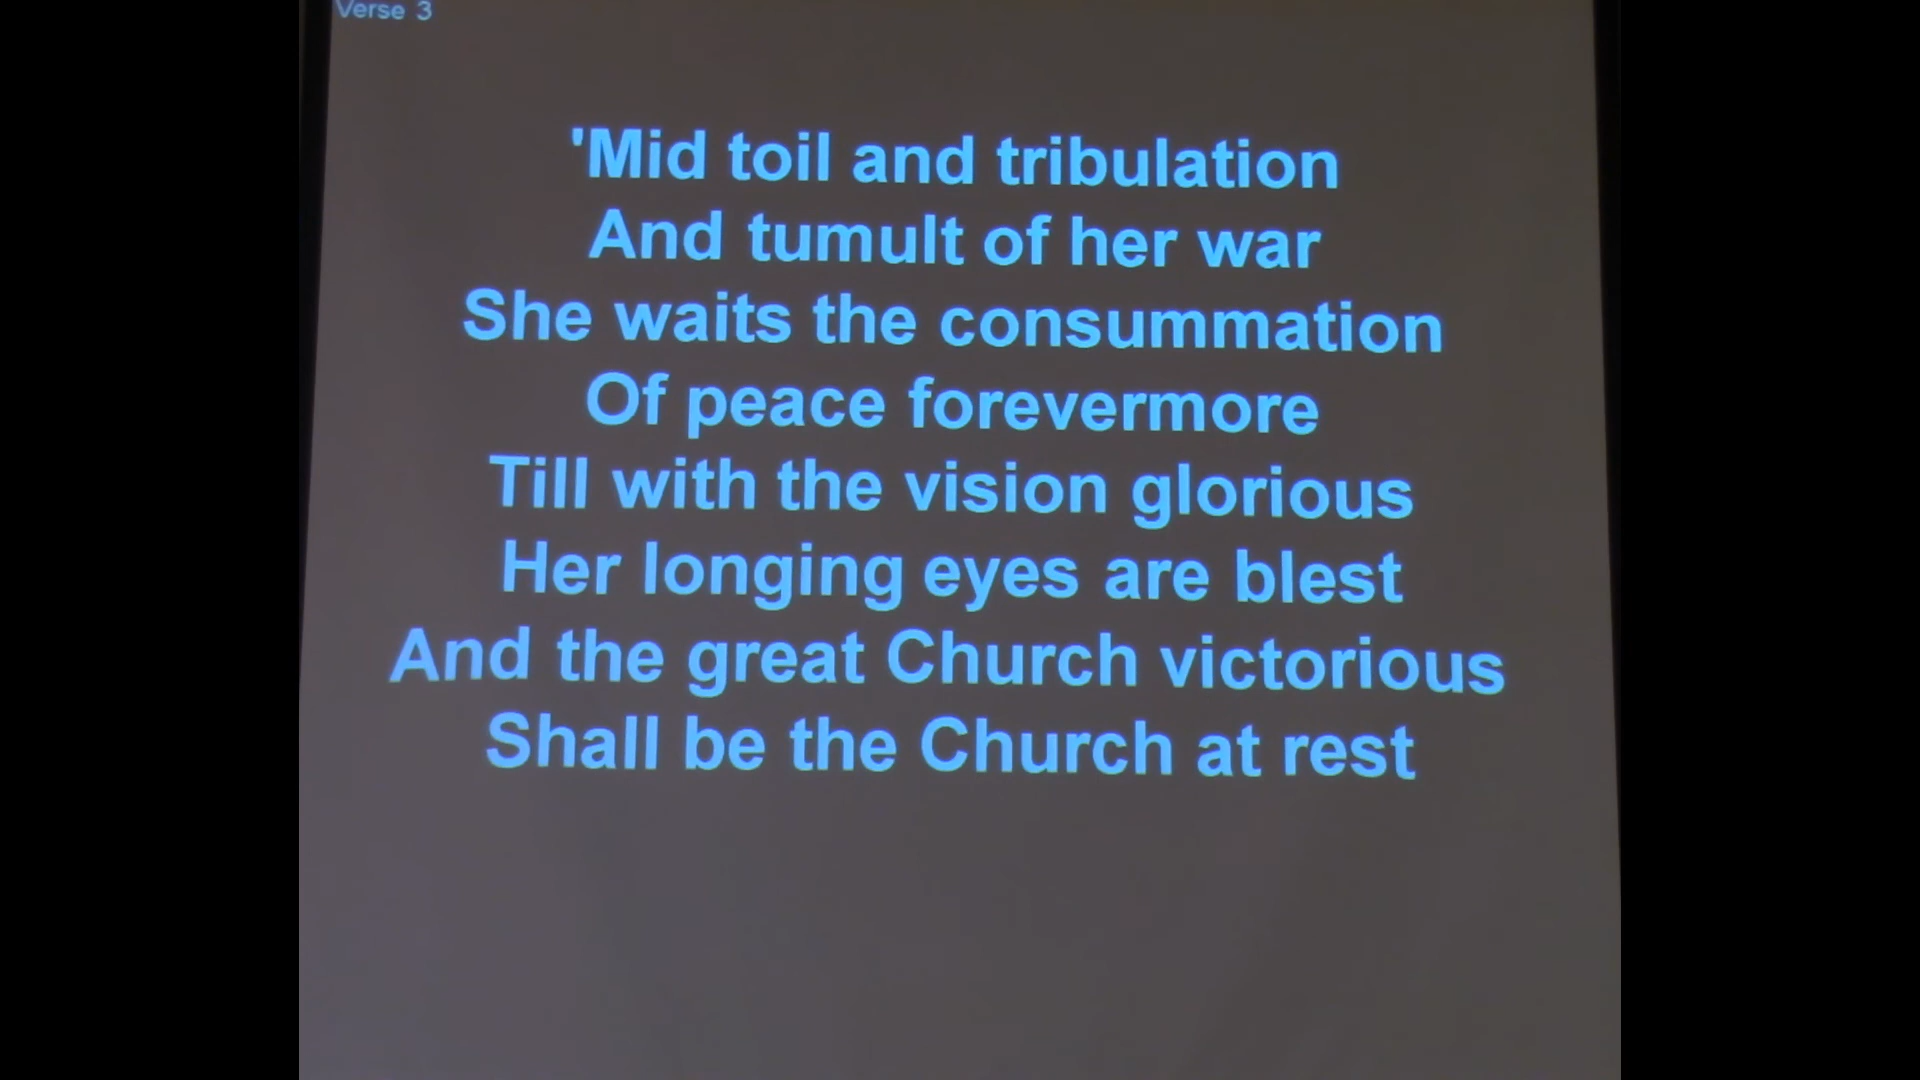 Verse 3
'Mid toil and tribulation
And tumult of her war
She waits the consummation
Of peace forevermore
Till with the vision glorious
Her longing eyes are blest
And the great Church victorious
Shall be the Church at rest